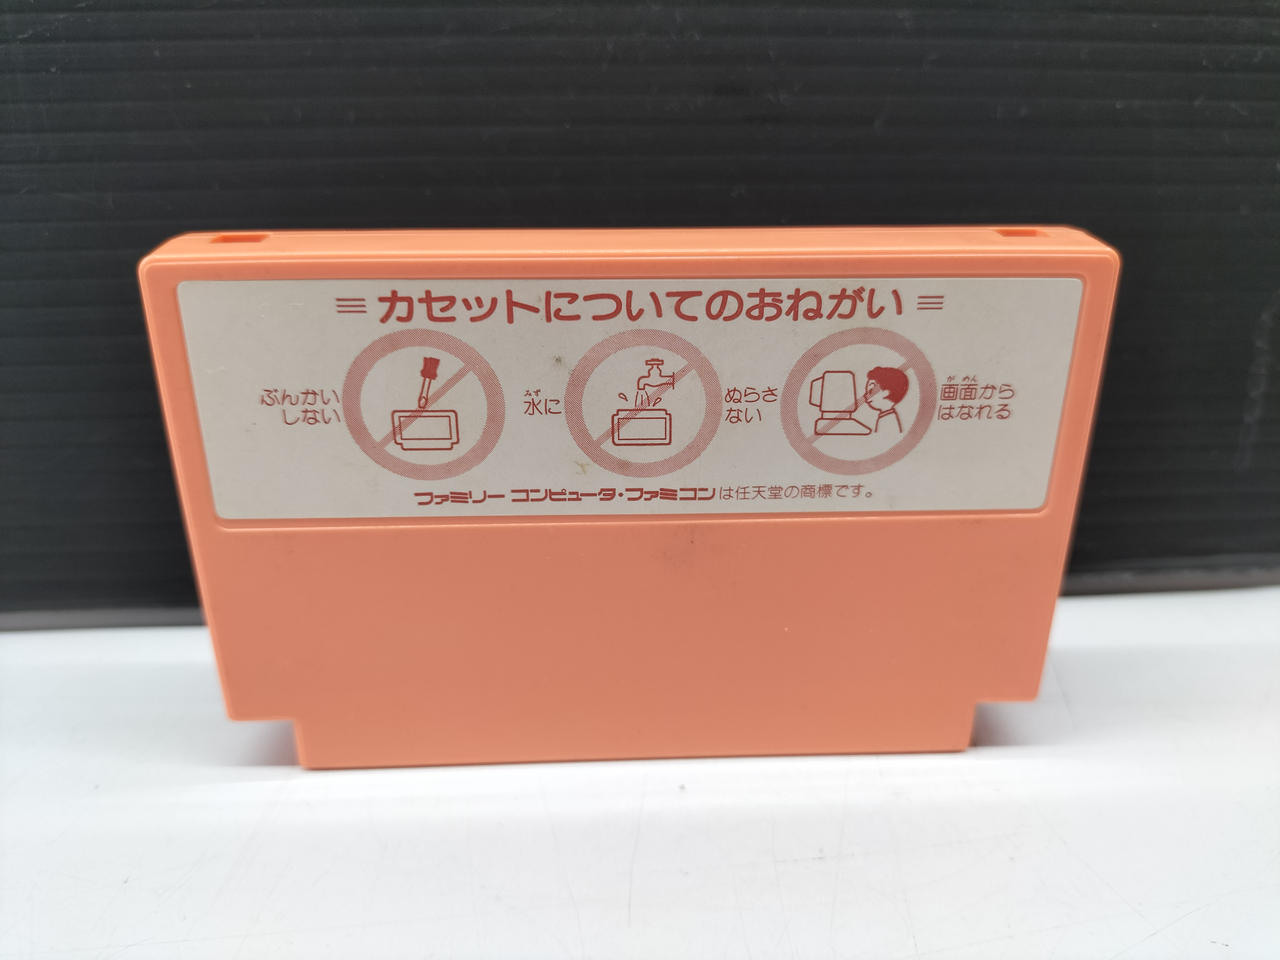 カセットについてのおねがい
ぶんかい
しない
みず
水に
ぬらさ
ない
がめん
画面から
はなれる
ファミリー コンピュータ・ファミコンは任天堂の商標です。